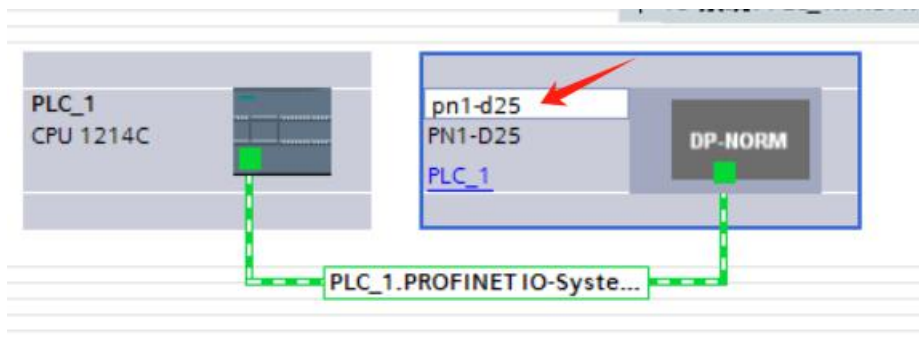 PLC_1
CPU 1214C
pn1-d25
PN1-D25
PLC_1
DP-NORM
PLC_1.PROFINET IO-Syste...